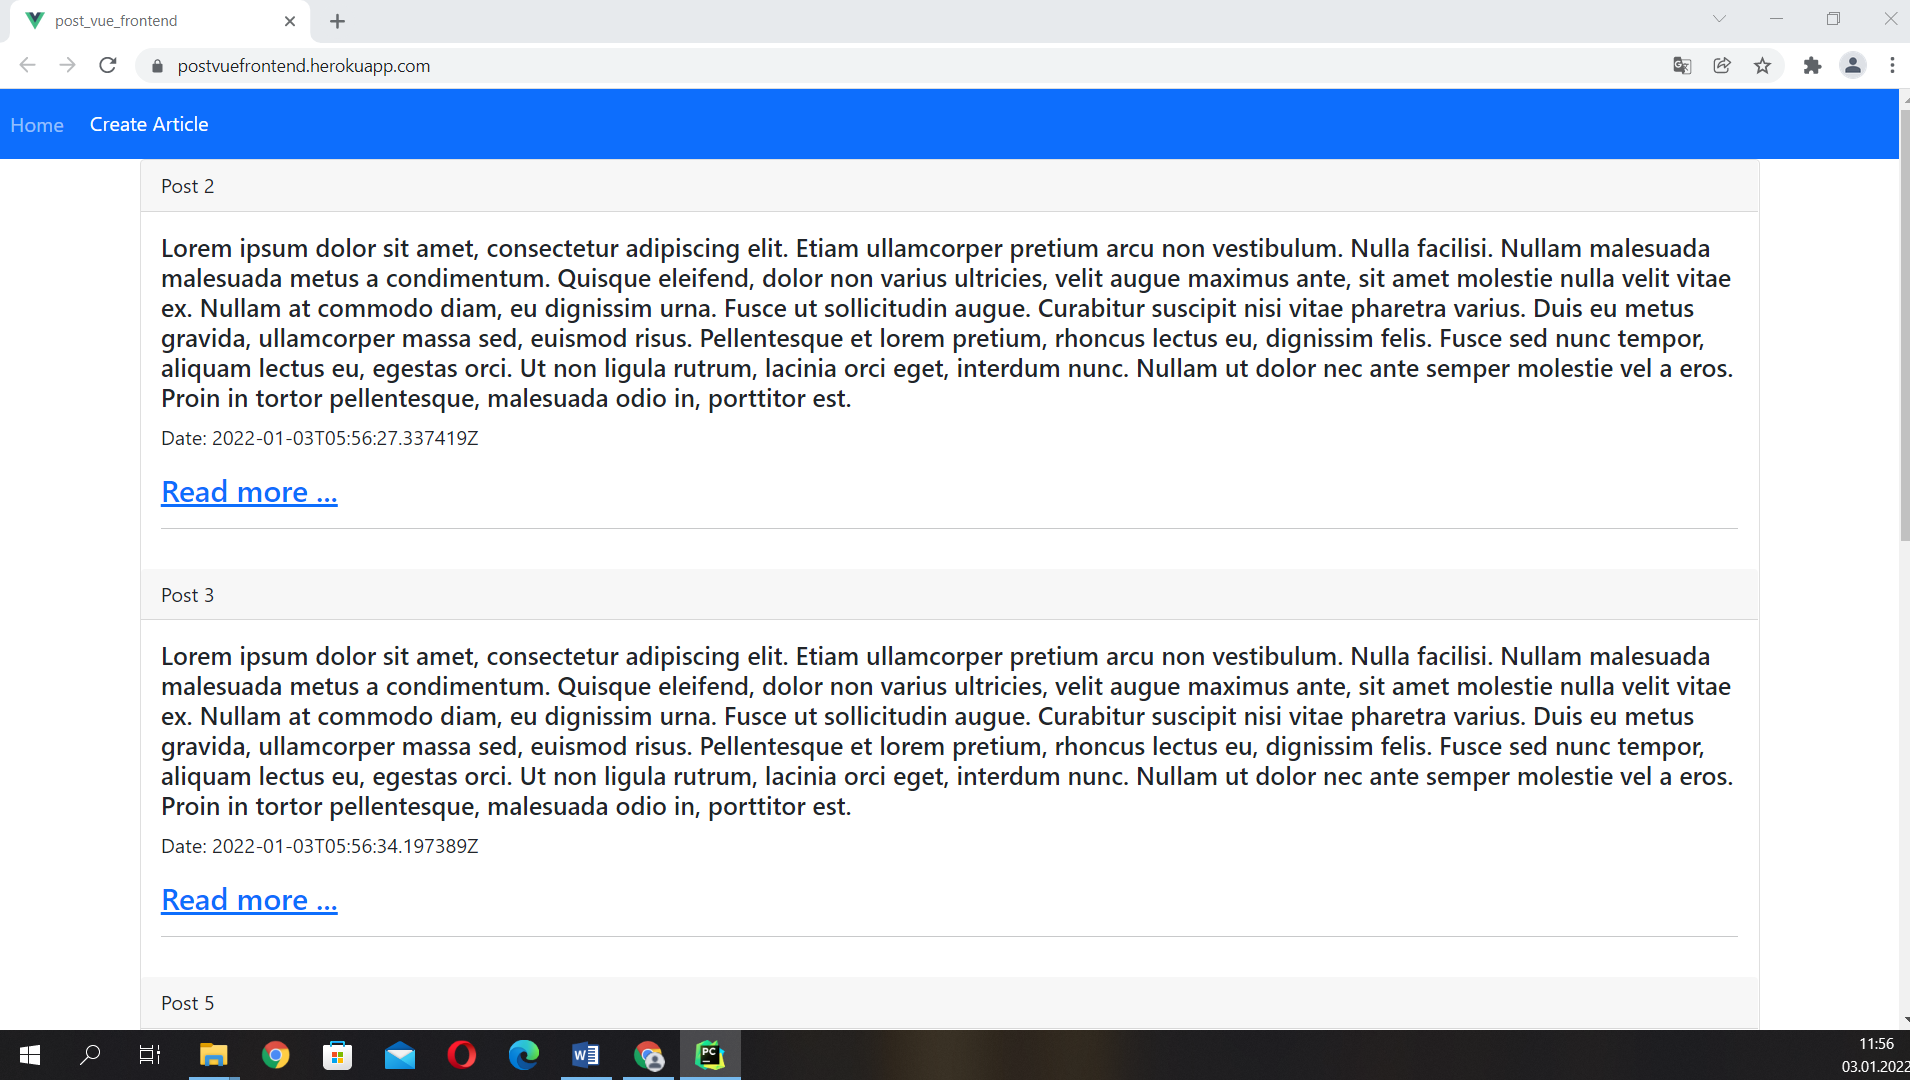 post_vue_frontend
postvuefrontend.herokuapp.com
Home Create Article
Post 2
Lorem ipsum dolor sit amet, consectetur adipiscing elit. Etiam ullamcorper pretium arcu non vestibulum. Nulla facilisi. Nullam malesuada
malesuada metus a condimentum. Quisque eleifend, dolor non varius ultricies, velit augue maximus ante, sit amet molestie nulla velit vitae
ex. Nullam at commodo diam, eu dignissim urna. Fusce ut sollicitudin augue. Curabitur suscipit nisi vitae pharetra varius. Duis eu metus
gravida, ullamcorper massa sed, euismod risus. Pellentesque et lorem pretium, rhoncus lectus eu, dignissim felis. Fusce sed nunc tempor,
aliquam lectus eu, egestas orci. Ut non ligula rutrum, lacinia orci eget, interdum nunc. Nullam ut dolor nec ante semper molestie vel a eros.
Proin in tortor pellentesque, malesuada odio in, porttitor est.
Date: 2022-01-03T05:56:27.337419Z
Read more ...
Post 3
Lorem ipsum dolor sit amet, consectetur adipiscing elit. Etiam ullamcorper pretium arcu non vestibulum. Nulla facilisi. Nullam malesuada
malesuada metus a condimentum. Quisque eleifend, dolor non varius ultricies, velit augue maximus ante, sit amet molestie nulla velit vitae
ex. Nullam at commodo diam, eu dignissim urna. Fusce ut sollicitudin augue. Curabitur suscipit nisi vitae pharetra varius. Duis eu metus
gravida, ullamcorper massa sed, euismod risus. Pellentesque et lorem pretium, rhoncus lectus eu, dignissim felis. Fusce sed nunc tempor,
aliquam lectus eu, egestas orci. Ut non ligula rutrum, lacinia orci eget, interdum nunc. Nullam ut dolor nec ante semper molestie vel a eros.
Proin in tortor pellentesque, malesuada odio in, porttitor est.
Date: 2022-01-03T05:56:34.197389Z
Read more ...
Post 5
11:56
03.01.2022